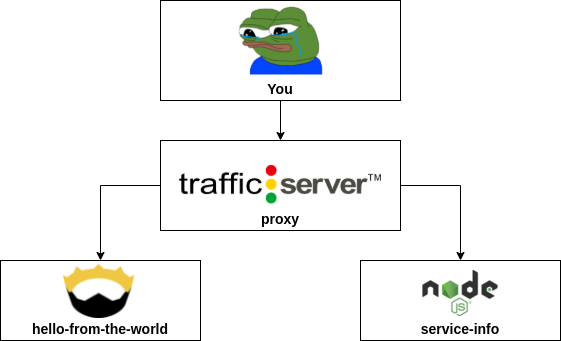 You
traffic server™
proxy
hello-from-the-world
node
JS
service-info